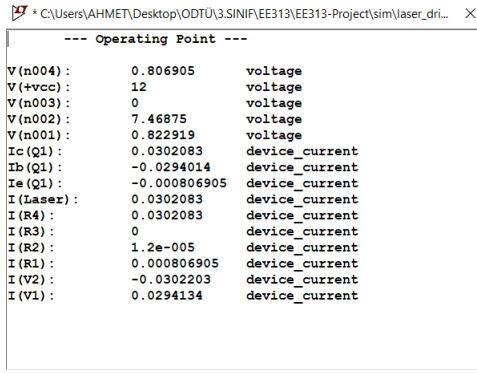 * C:\Users\AHMET\Desktop\ODTÜ\3.SINIF\EE313\EE313-Project\sim\laser_dri...
--- Operating Point ---
V(n004): 0.806905 voltage
V(+vcc): 12 voltage
V(n003): 0 voltage
V(n002): 7.46875 voltage
V(n001): 0.822919 voltage
Ic(Q1): 0.0302083 device_current
Ib(Q1): -0.0294014 device_current
Ie(Q1): -0.000806905 device_current
I(Laser): 0.0302083 device_current
I(R4): 0.0302083 device_current
I(R3): 0 device_current
I(R2): 1.2e-005 device_current
I(R1): 0.000806905 device_current
I(V2): -0.0302203 device_current
I(V1): 0.0294134 device_current